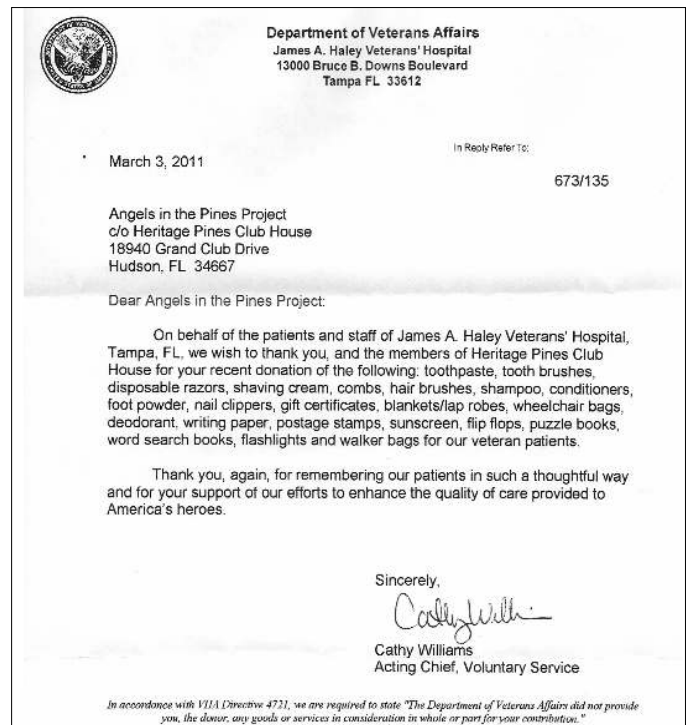 Department of Veterans Affairs
James A. Haley Veterans' Hospital
13000 Bruce B. Downs Boulevard
Tampa FL 33612
March 3, 2011
In Reply Refer To:
673/135
Angels in the Pines Project
c/o Heritage Pines Club House
18940 Grand Club Drive
Hudson, FL 34667
Dear Angels in the Pines Project:
On behalf of the patients and staff of James A. Haley Veterans' Hospital,
Tampa, FL, we wish to thank you, and the members of Heritage Pines Club
House for your recent donation of the following: toothpaste, tooth brushes,
disposable razors, shaving cream, combs, hair brushes, shampoo, conditioners,
foot powder, nail clippers, gift certificates, blankets/lap robes, wheelchair bags,
deodorant, writing paper, postage stamps, sunscreen, flip flops, puzzle books,
word search books, flashlights and walker bags for our veteran patients.
Thank you, again, for remembering our patients in such a thoughtful way
and for your support of our efforts to enhance the quality of care provided to
America's heroes.
Sincerely,
Cathy Willi
Cathy Williams
Acting Chief, Voluntary Service
In accordance with VHA Directive 4721, we are required to state "The Department of Veterans Affairs did not provide
you, the donor, any goods or services in consideration in whole or part for your contribution."